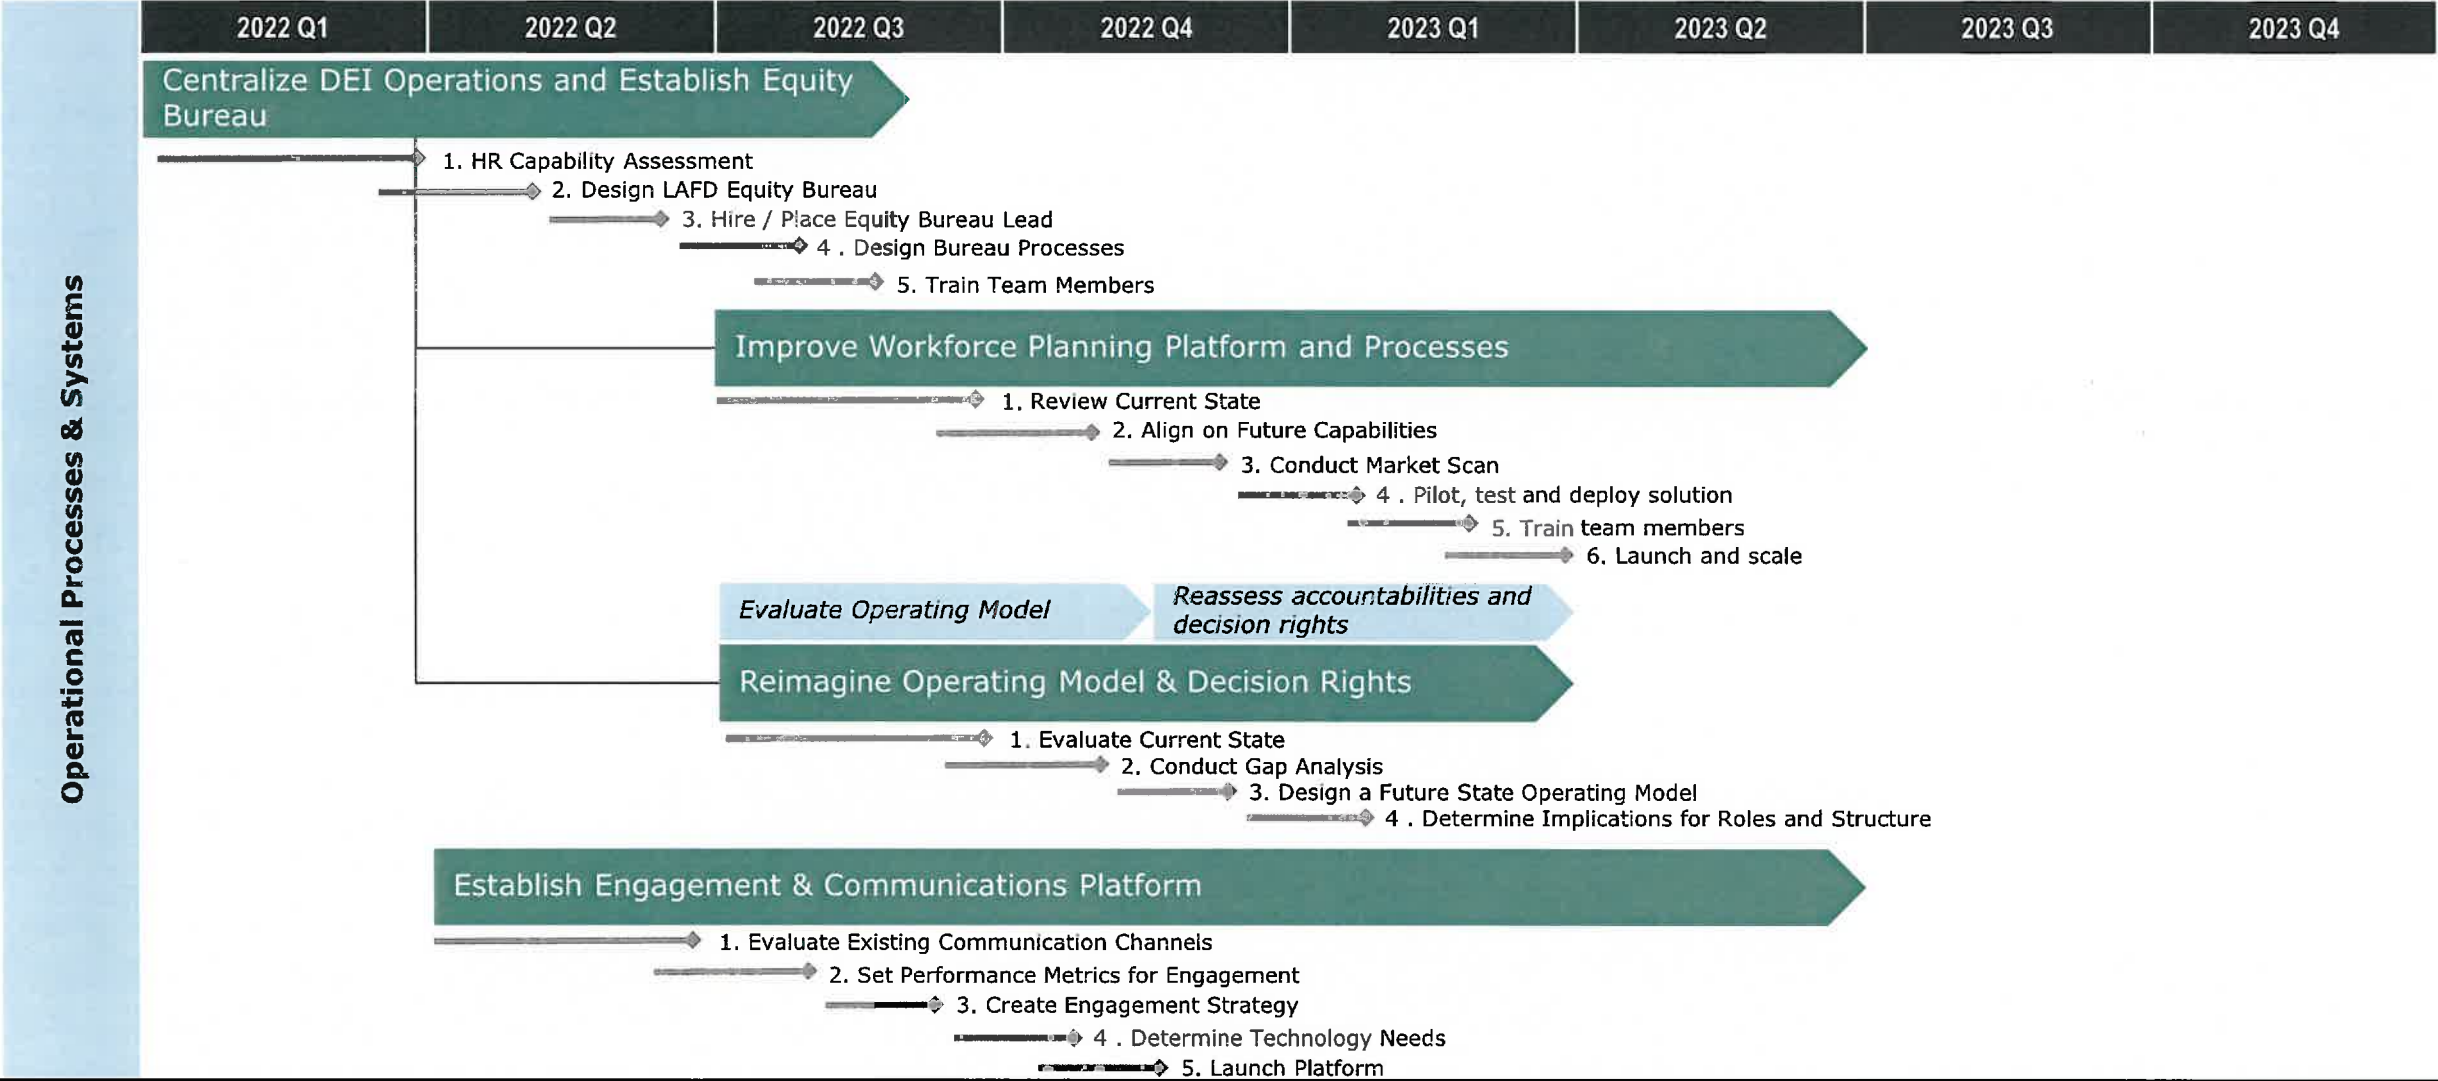 2022 Q1 2022 Q2 2022 Q3 2022 Q4 2023 Q1 2023 Q2 2023 Q3 2023 Q4
Operational Processes & Systems
Centralize DEI Operations and Establish Equity
Bureau
1. HR Capability Assessment
2. Design LAFD Equity Bureau
3. Hire / Place Equity Bureau Lead
4 . Design Bureau Processes
5. Train Team Members
Improve Workforce Planning Platform and Processes
1. Review Current State
2. Align on Future Capabilities
3. Conduct Market Scan
4 . Pilot, test and deploy solution
5. Train team members
6. Launch and scale
Evaluate Operating Model
Reassess accountabilities and
decision rights
Reimagine Operating Model & Decision Rights
1. Evaluate Current State
2. Conduct Gap Analysis
3. Design a Future State Operating Model
4 . Determine Implications for Roles and Structure
Establish Engagement & Communications Platform
1. Evaluate Existing Communication Channels
2. Set Performance Metrics for Engagement
3. Create Engagement Strategy
4 . Determine Technology Needs
5. Launch Platform